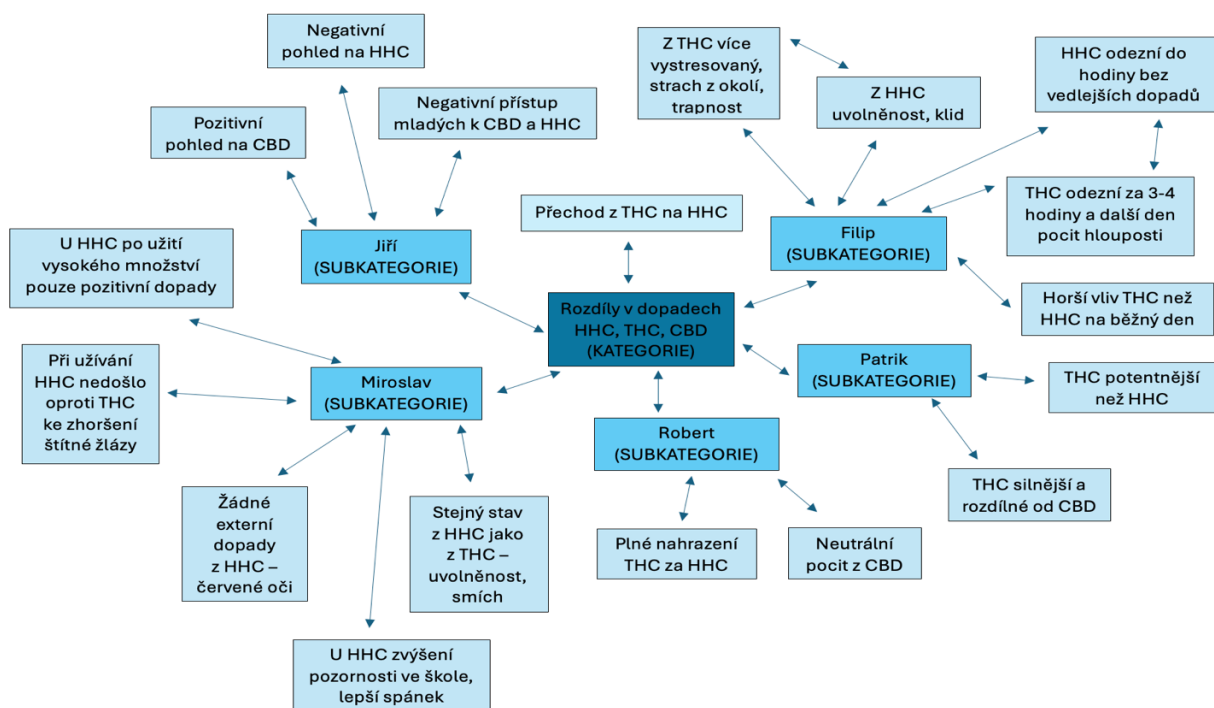 Negativní
pohled na HHC
Z THC více
vystresovaný,
strach z okolí,
trapnost
HHC odezní do
hodiny bez
vedlejších dopadů
Z HHC
uvolněnost, klid
Negativní přístup
mladých k CBD a HHC
Pozitivní
pohled na CBD
THC odezní za 3-4
hodiny a další den
pocit hlouposti
Přechod z THC na HHC
Jiří
(SUBKATEGORIE)
Filip
(SUBKATEGORIE)
U HHC po užití
vysokého množství
pouze pozitivní dopady
Horší vliv THC než
HHC na běžný den
Rozdíly v dopadech
HHC, THC, CBD
(KATEGORIE)
Při užívání
HHC nedošlo
oproti THC
ke zhoršení
štítné žlázy
Miroslav
(SUBKATEGORIE)
Patrik
(SUBKATEGORIE)
THC potentnější
než HHC
Robert
(SUBKATEGORIE)
THC silnější a
rozdílné od CBD
Žádné
externí
dopady
z HHC –
červené oči
Stejný stav
z HHC jako
z THC –
uvolněnost,
smích
Plné nahrazení
THC za HHC
Neutrální
pocit z CBD
U HHC zvýšení
pozornosti ve škole,
lepší spánek